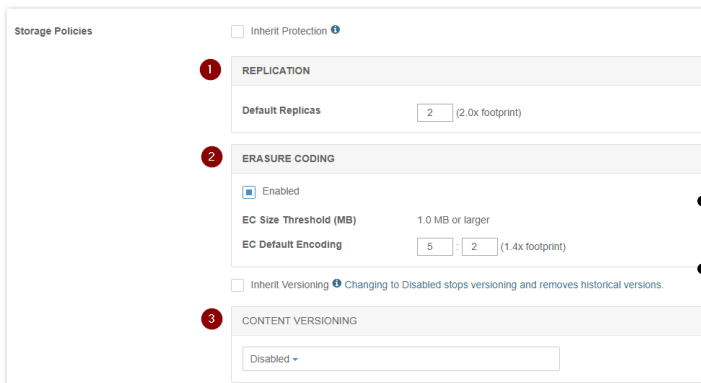 Storage Policies
Inherit Protection
1
REPLICATION
Default Replicas 2 (2.0x footprint)
2
ERASURE CODING
Enabled
EC Size Threshold (MB) 1.0 MB or larger
EC Default Encoding 5 : 2 (1.4x footprint)
Inherit Versioning Changing to Disabled stops versioning and removes historical versions.
3
CONTENT VERSIONING
Disabled